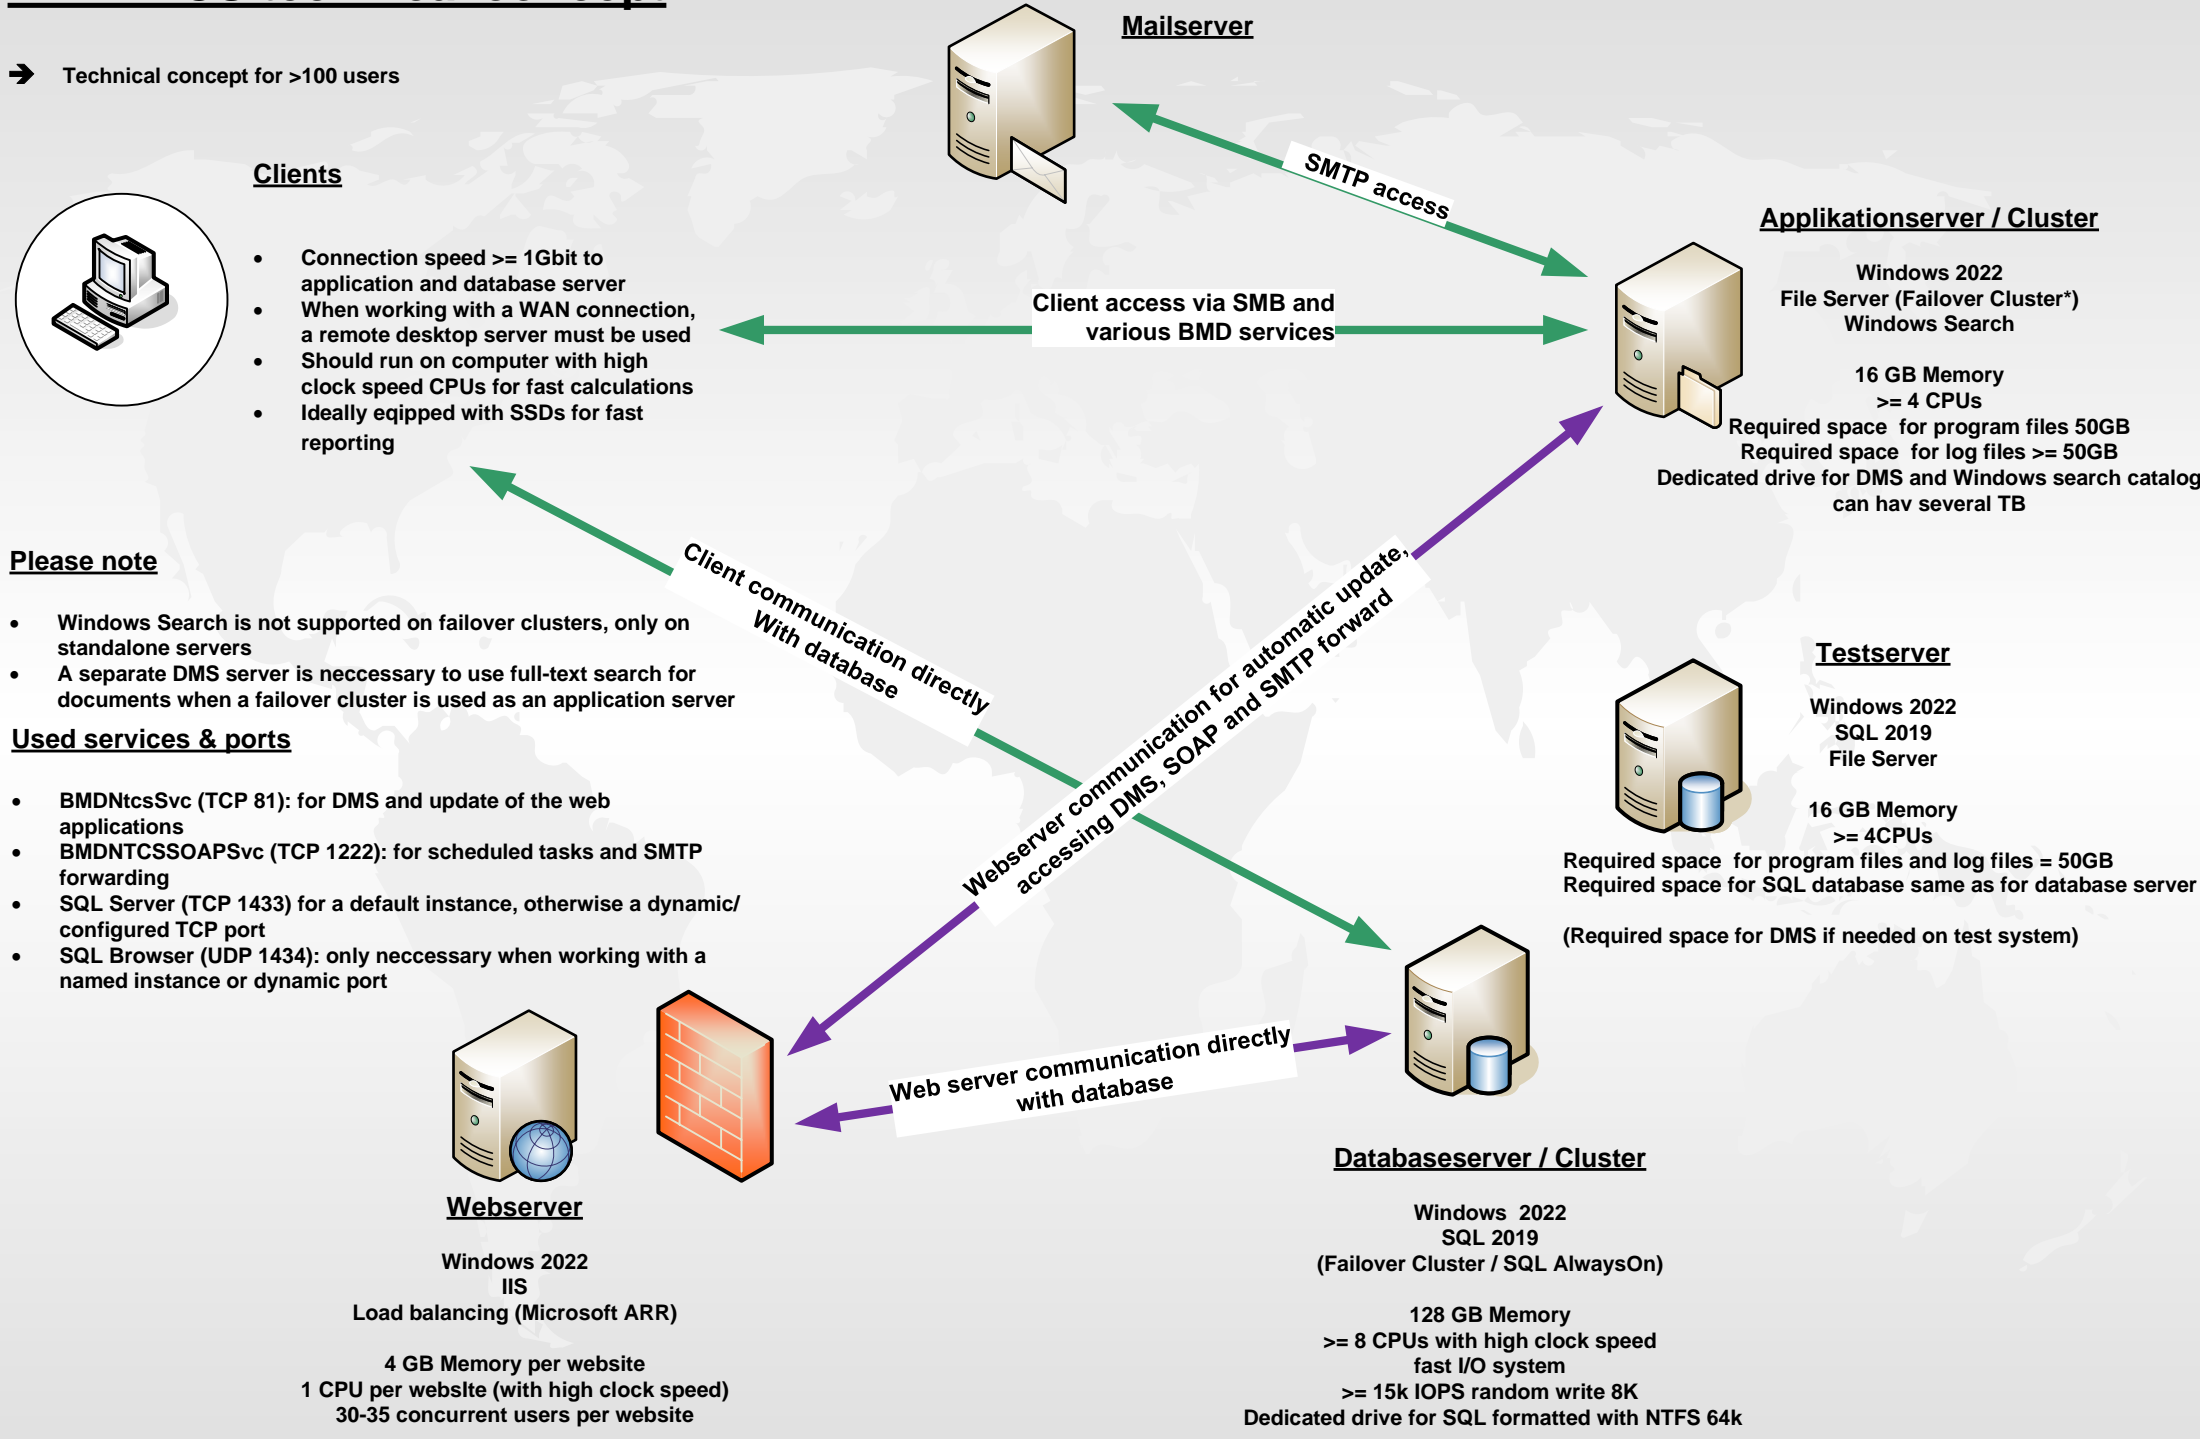 Technical concept for >100 users
Mailserver
SMTP access
Clients
• Connection speed >= 1Gbit to
application and database server
• When working with a WAN connection,
a remote desktop server must be used
• Should run on computer with high
clock speed CPUs for fast calculations
• Ideally eqipped with SSDs for fast
reporting
Client access via SMB and
various BMD services
Applikationserver / Cluster
Windows 2022
File Server (Failover Cluster*)
Windows Search
16 GB Memory
>= 4 CPUs
Required space for program files 50GB
Required space for log files >= 50GB
Dedicated drive for DMS and Windows search catalog
can hav several TB
Client communication directly
With database
Webserver communication for automatic update,
accessing DMS, SOAP and SMTP forward
Please note
• Windows Search is not supported on failover clusters, only on
standalone servers
• A separate DMS server is neccessary to use full-text search for
documents when a failover cluster is used as an application server
Used services & ports
• BMDNtcsSvc (TCP 81): for DMS and update of the web
applications
• BMDNTCSSOAPSvc (TCP 1222): for scheduled tasks and SMTP
forwarding
• SQL Server (TCP 1433) for a default instance, otherwise a dynamic/
configured TCP port
• SQL Browser (UDP 1434): only neccessary when working with a
named instance or dynamic port
Testserver
Windows 2022
SQL 2019
File Server
16 GB Memory
>= 4CPUs
Required space for program files and log files = 50GB
Required space for SQL database same as for database server
(Required space for DMS if needed on test system)
Web server communication directly
with database
Webserver
Windows 2022
IIS
Load balancing (Microsoft ARR)
4 GB Memory per website
1 CPU per website (with high clock speed)
30-35 concurrent users per website
Databaseserver / Cluster
Windows 2022
SQL 2019
(Failover Cluster / SQL AlwaysOn)
128 GB Memory
>= 8 CPUs with high clock speed
fast I/O system
>= 15k IOPS random write 8K
Dedicated drive for SQL formatted with NTFS 64k